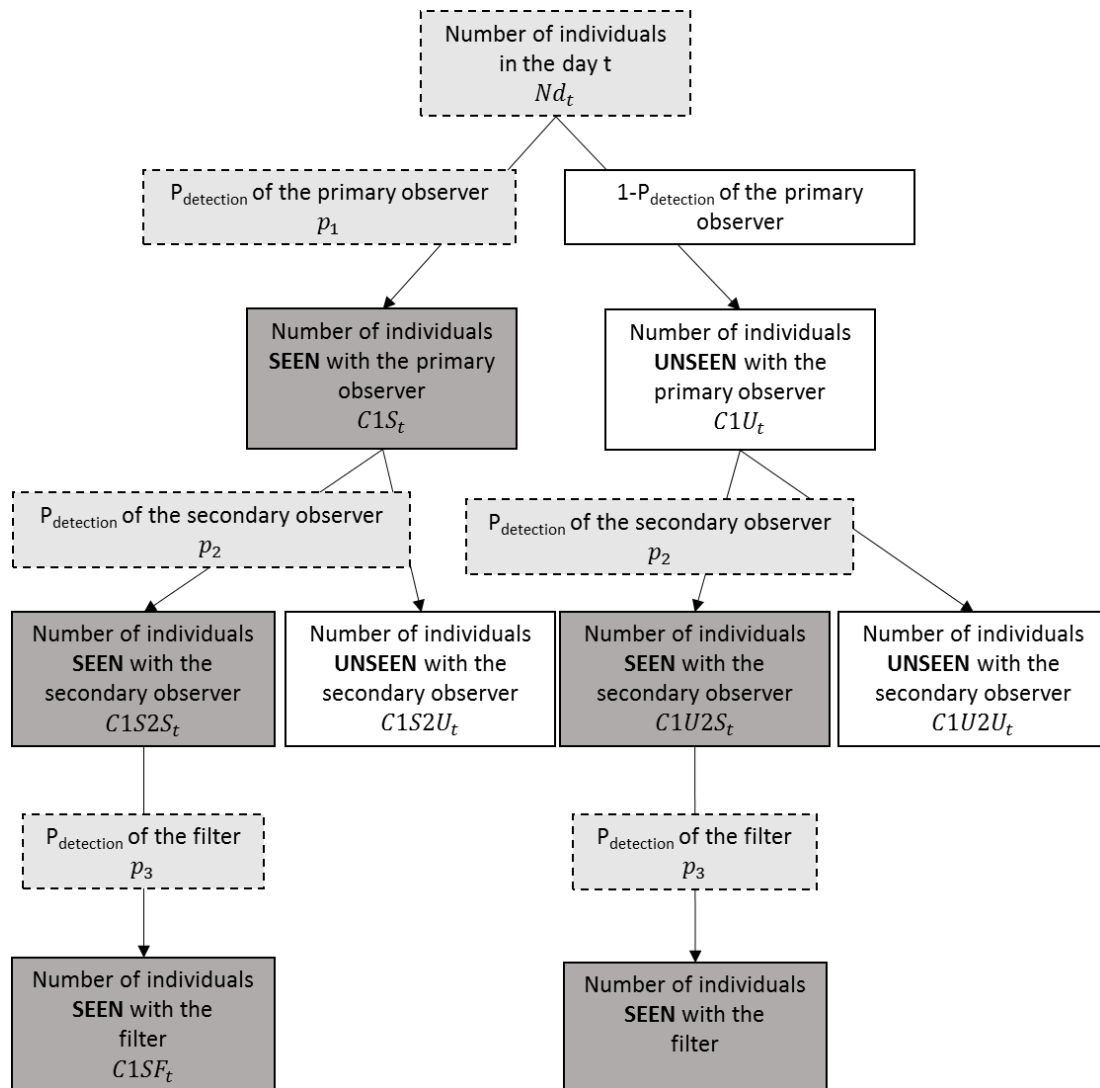 Number of individuals
in the day t
Nd_t
P_detection of the primary observer
p_1
1-P_detection of the primary
observer
Number of individuals
SEEN with the primary
observer
C1S_t
Number of individuals
UNSEEN with the
primary observer
C1U_t
P_detection of the secondary observer
p_2
P_detection of the secondary observer
p_2
Number of individuals
SEEN with the
secondary observer
C1S2S_t
Number of individuals
UNSEEN with the
secondary observer
C1S2U_t
Number of individuals
SEEN with the
secondary observer
C1U2S_t
Number of individuals
UNSEEN with the
secondary observer
C1U2U_t
P_detection of the filter
p_3
P_detection of the filter
p_3
Number of individuals
SEEN with the
filter
C1SF_t
Number of individuals
SEEN with the
filter